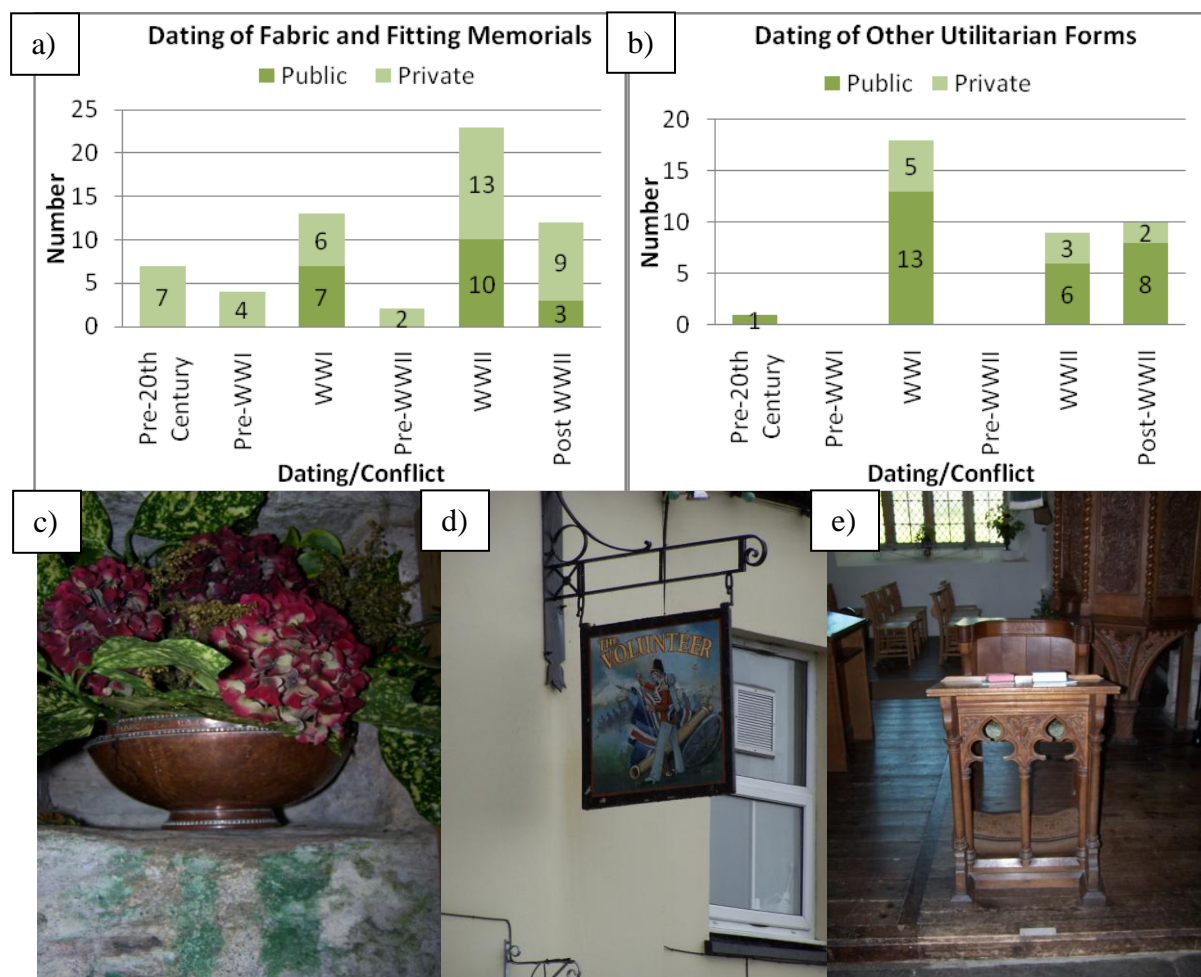 a)
Dating of Fabric and Fitting Memorials
Public Private
25
20
15
10
5
0
Number
7
4
6
7
2
13
10
9
3
Pre-20th Century
Pre-WWI
WWI
Pre-WWII
WWII
Post WWII
Dating/Conflict
b)
Dating of Other Utilitarian Forms
Public Private
20
15
10
5
0
Number
1
5
13
3
6
2
8
Pre-20th Century
Pre-WWI
WWI
Pre-WWII
WWII
Post-WWII
Dating/Conflict
c)
d)
THE
VOLUNTEER
e)